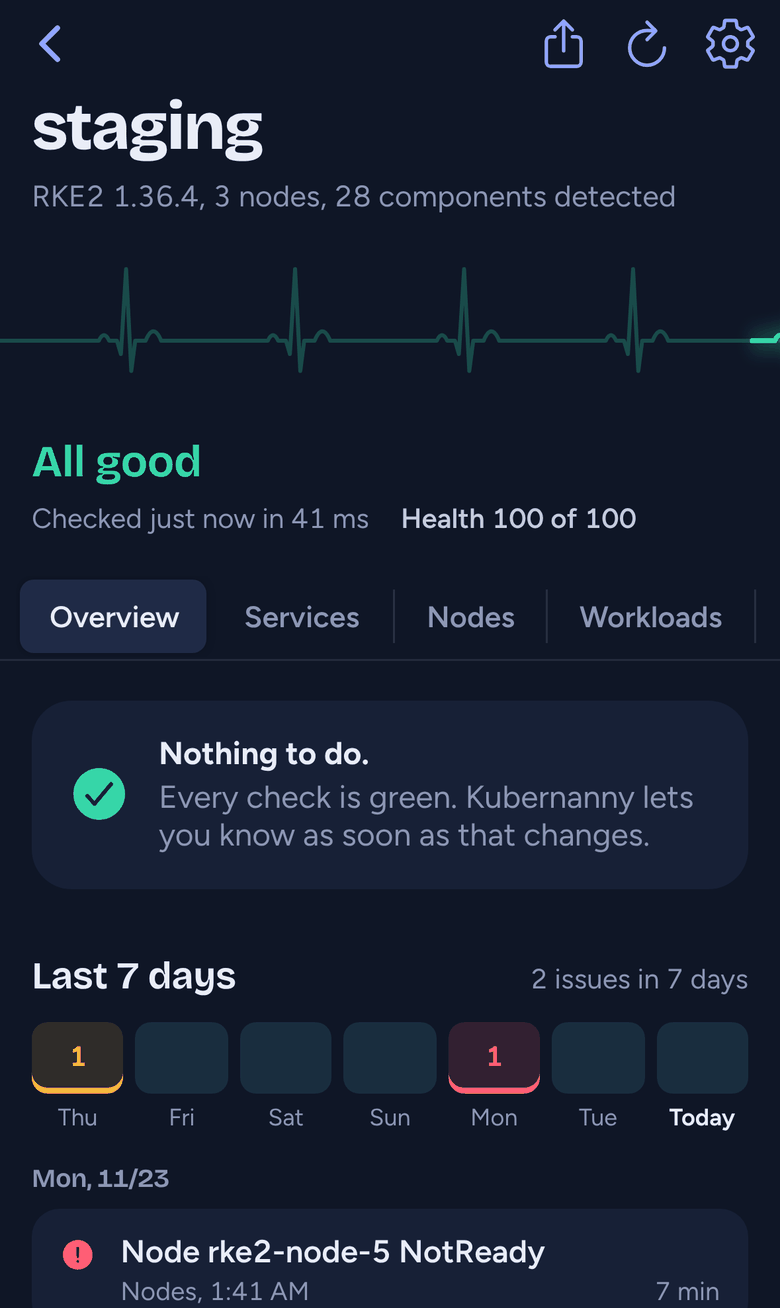 staging
RKE2 1.36.4, 3 nodes, 28 components detected
All good
Checked just now in 41 ms Health 100 of 100
Overview Services Nodes Workloads
Nothing to do.
Every check is green. Kubernanny lets
you know as soon as that changes.
Last 7 days 2 issues in 7 days
1 1
Thu Fri Sat Sun Mon Tue Today
Mon, 11/23
Node rke2-node-5 NotReady
Nodes, 1:41 AM 7 min